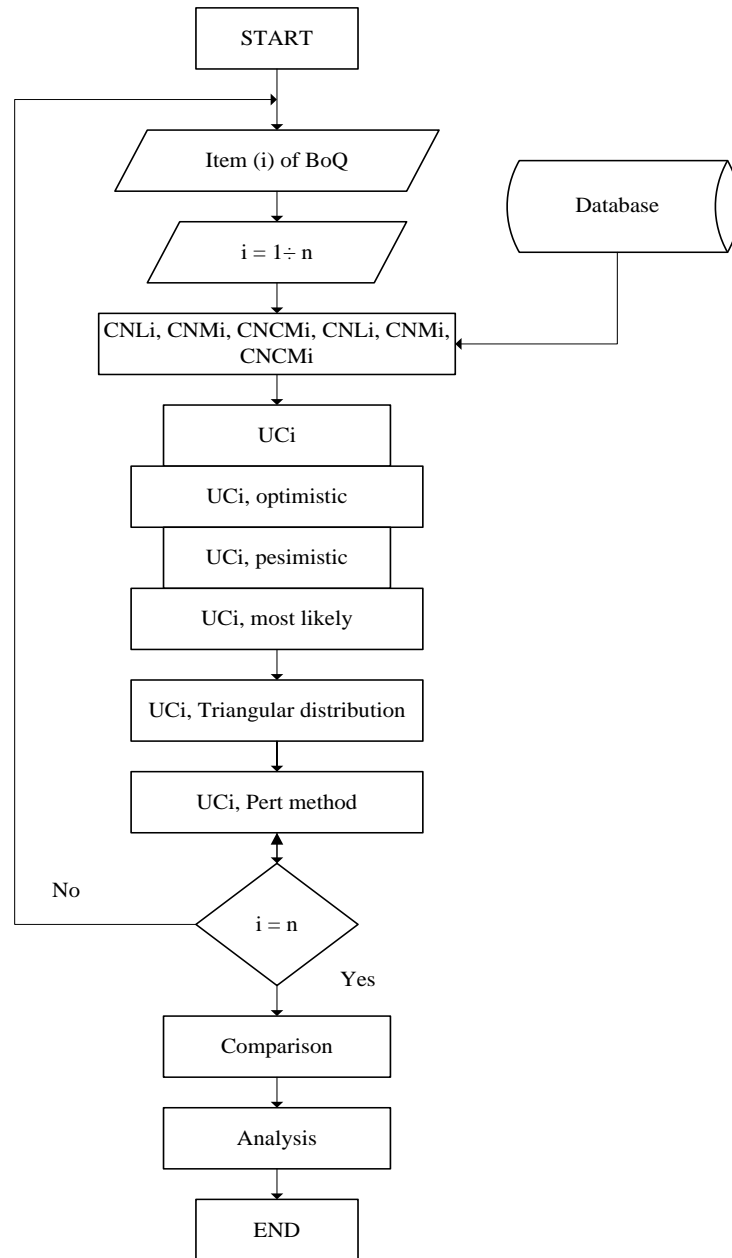 START
Item (i) of BoQ
Database
i = 1÷ n
CNLi, CNMi, CNCMi, CNLi, CNMi,
CNCMi
UCi
UCi, optimistic
UCi, pesimistic
UCi, most likely
UCi, Triangular distribution
UCi, Pert method
No
i = n
Yes
Comparison
Analysis
END